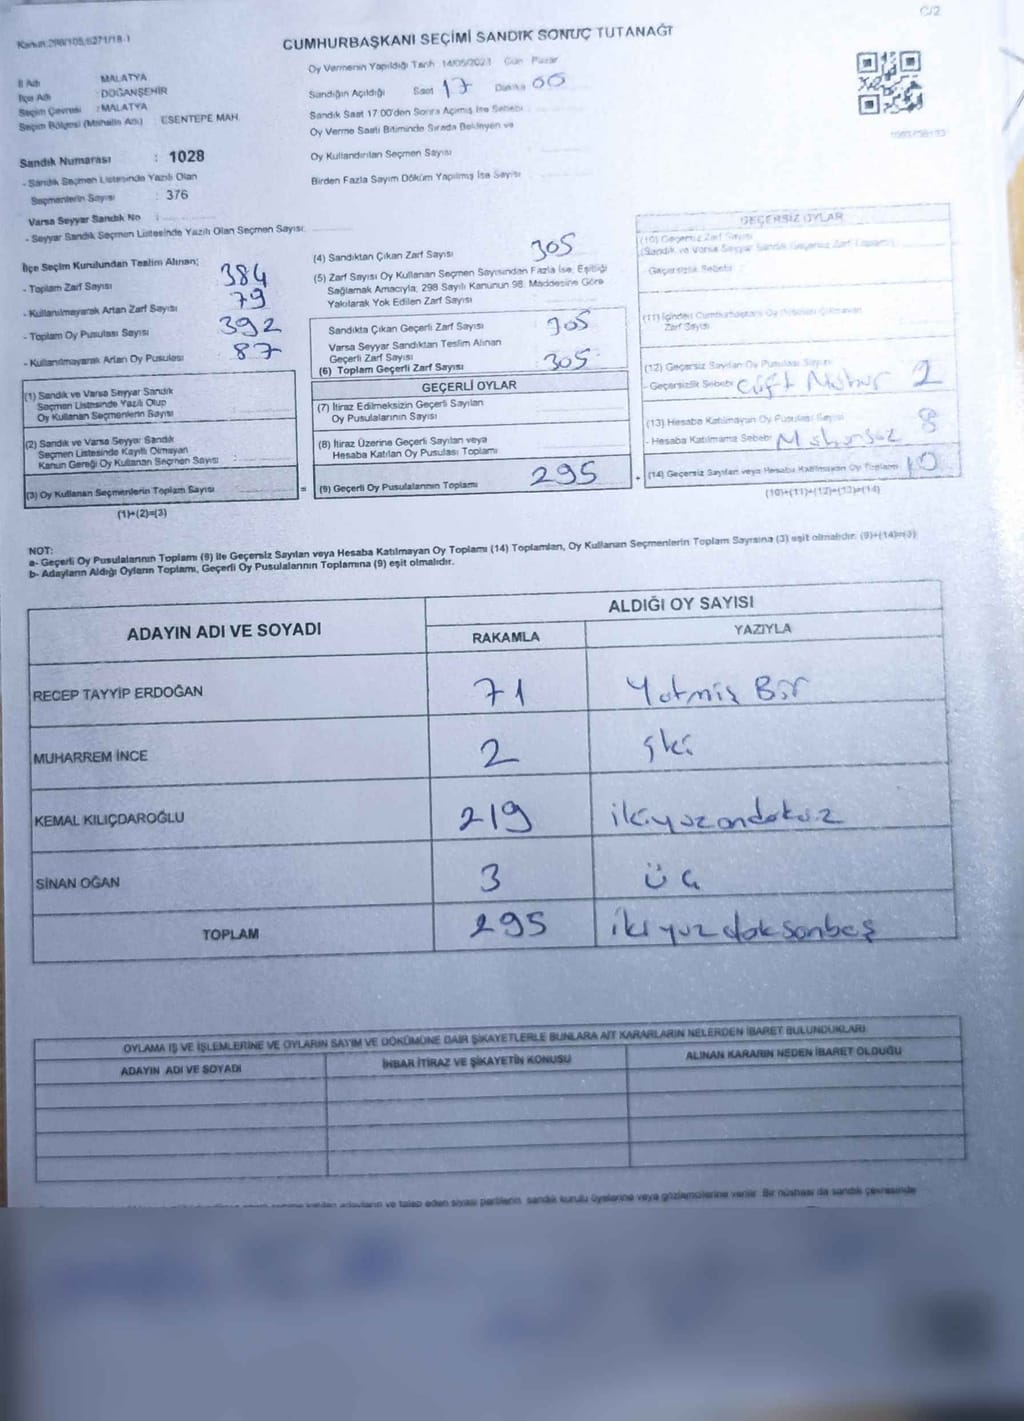 C/2
Kanun:298/105,6271/18-1
CUMHURBAŞKANI SEÇİMİ SANDIK SONUÇ TUTANAĞI
İl Adı MALATYA
İlçe Adı : DOĞANŞEHİR
Seçim Çevresi : MALATYA
Seçim Bölgesi (Mahalle Adı) : ESENTEPE MAH.
Sandık Numarası : 1028
- Sandık Seçmen Listesinde Yazılı Olan
Seçmenlerin Sayısı : 376
Varsa Seyyar Sandık No :
- Seyyar Sandık Seçmen Listesinde Yazılı Olan Seçmen Sayısı:
Oy Vermenin Yapıldığı Tarih 14/05/2023 Gün Pazar
Sandığın Açıldığı Saat 17 Dakika 00
Sandık Saat 17.00'den Sonra Açılmış İse Sebebi
Oy Verme Saati Bitiminde Sırada Bekleyen ve
Oy Kullandırılan Seçmen Sayısı
Birden Fazla Sayım Döküm Yapılmış İse Sayısı
İlçe Seçim Kurulundan Teslim Alınan;
- Toplam Zarf Sayısı 384
- Kullanılmayarak Artan Zarf Sayısı 79
- Toplam Oy Pusulası Sayısı 392
- Kullanılmayarak Artan Oy Pusulası 87
(1) Sandık ve Varsa Seyyar Sandık
Seçmen Listesinde Yazılı Olup
Oy Kullanan Seçmenlerin Sayısı
(2) Sandık ve Varsa Seyyar Sandık
Seçmen Listesinde Kayıtlı Olmayan
Kanun Gereği Oy Kullanan Seçmen Sayısı :
(3) Oy Kullanan Seçmenlerin Toplam Sayısı =
(1)+(2)=(3)
(4) Sandıktan Çıkan Zarf Sayısı 305
(5) Zarf Sayısı Oy Kullanan Seçmen Sayısından Fazla İse, Eşitliği
Sağlamak Amacıyla, 298 Sayılı Kanunun 98. Maddesine Göre
Yakılarak Yok Edilen Zarf Sayısı
Sandıkta Çıkan Geçerli Zarf Sayısı 305
Varsa Seyyar Sandıktan Teslim Alınan
Geçerli Zarf Sayısı
(6) Toplam Geçerli Zarf Sayısı 305
GEÇERLİ OYLAR
(7) İtiraz Edilmeksizin Geçerli Sayılan
Oy Pusulalarının Sayısı
(8) İtiraz Üzerine Geçerli Sayılan veya
Hesaba Katılan Oy Pusulası Toplamı
(9) Geçerli Oy Pusulalarının Toplamı 295 +
GEÇERSİZ OYLAR
(10) Geçersiz Zarf Sayısı
(Sandık ve Varsa Seyyar Sandık Geçersiz Zarf Toplamı)
- Geçersizlik Sebebi
(11) İçinden Cumhurbaşkanı Oy Pusulası Çıkmayan
Zarf Sayısı
(12) Geçersiz Sayılan Oy Pusulası Sayısı
- Geçersizlik Sebebi Çift Mühür 2
(13) Hesaba Katılmayan Oy Pusulası Sayısı 8
- Hesaba Katılmama Sebebi Mühürsüz
(14) Geçersiz Sayılan veya Hesaba Katılmayan Oy Toplamı 10
(10)+(11)+(12)+(13)=(14)
NOT:
a- Geçerli Oy Pusulalarının Toplamı (9) ile Geçersiz Sayılan veya Hesaba Katılmayan Oy Toplamı (14) Toplamları, Oy Kullanan Seçmenlerin Toplam Sayısına (3) eşit olmalıdır. (9)+(14)=(3)
b- Adayların Aldığı Oyların Toplamı, Geçerli Oy Pusulalarının Toplamına (9) eşit olmalıdır.
ADAYIN ADI VE SOYADI
ALDIĞI OY SAYISI
RAKAMLA YAZIYLA
RECEP TAYYİP ERDOĞAN 71 Yetmiş Bir
MUHARREM İNCE 2 İki
KEMAL KILIÇDAROĞLU 219 ikiyüzondokuz
SİNAN OĞAN 3 üç
TOPLAM 295 ikiyüzdoksanbeş
OYLAMA İŞ VE İŞLEMLERİNE VE OYLARIN SAYIM VE DÖKÜMÜNE DAİR ŞİKAYETLERLE BUNLARA AİT KARARLARIN NELERDEN İBARET BULUNDUKLARI
ADAYIN ADI VE SOYADI İHBAR İTİRAZ VE ŞİKAYETİN KONUSU ALINAN KARARIN NEDEN İBARET OLDUĞU
adayların ve talep eden siyasi partilerin, sandık kurulu üyelerine veya gözlemcilerine verilir. Bir nüshası da sandık çevresinde